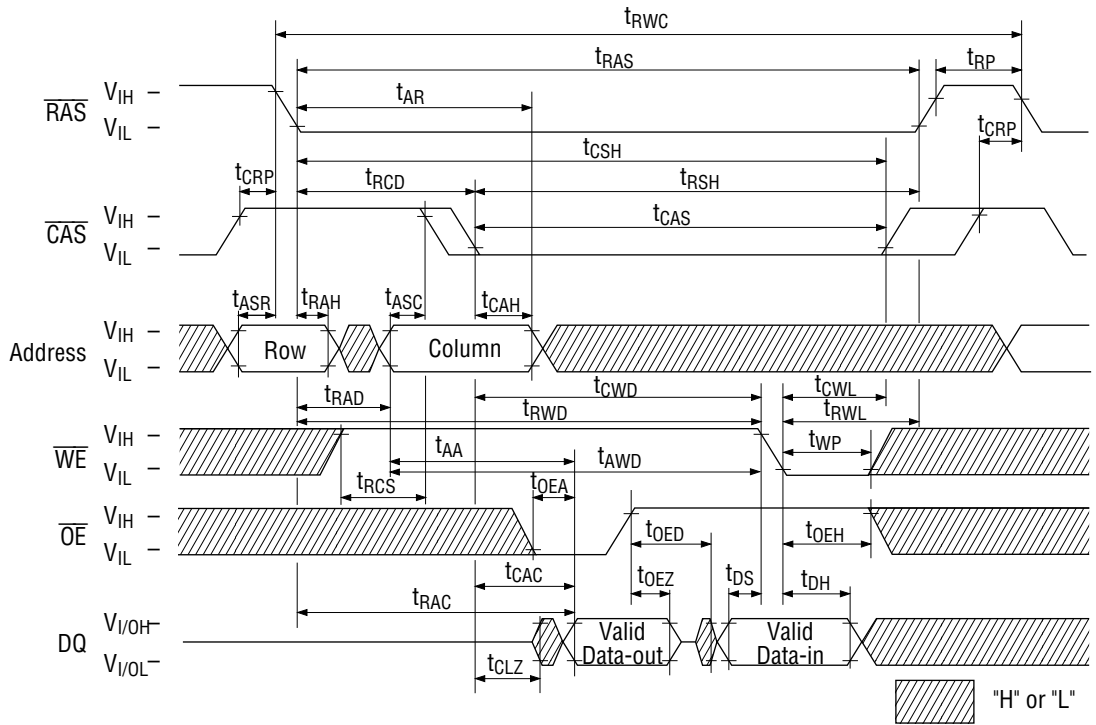 tRWC
tRAS
tRP
tAR
RAS
VIH
VIL
tCRP
tCSH
tCRP
tRCD
tRSH
CAS
VIH
VIL
tCAS
tASR
tRAH
tASC
tCAH
Address
VIH
VIL
Row
Column
tRAD
tCWD
tCWL
tRWD
tRWL
WE
VIH
VIL
tAA
tAWD
tWP
tRCS
tOEA
OE
VIH
VIL
tOED
tOEH
tCAC
tOEZ
tDS
tDH
tRAC
DQ
VI/OH
VI/OL
Valid
Data-out
Valid
Data-in
tCLZ
"H" or "L"